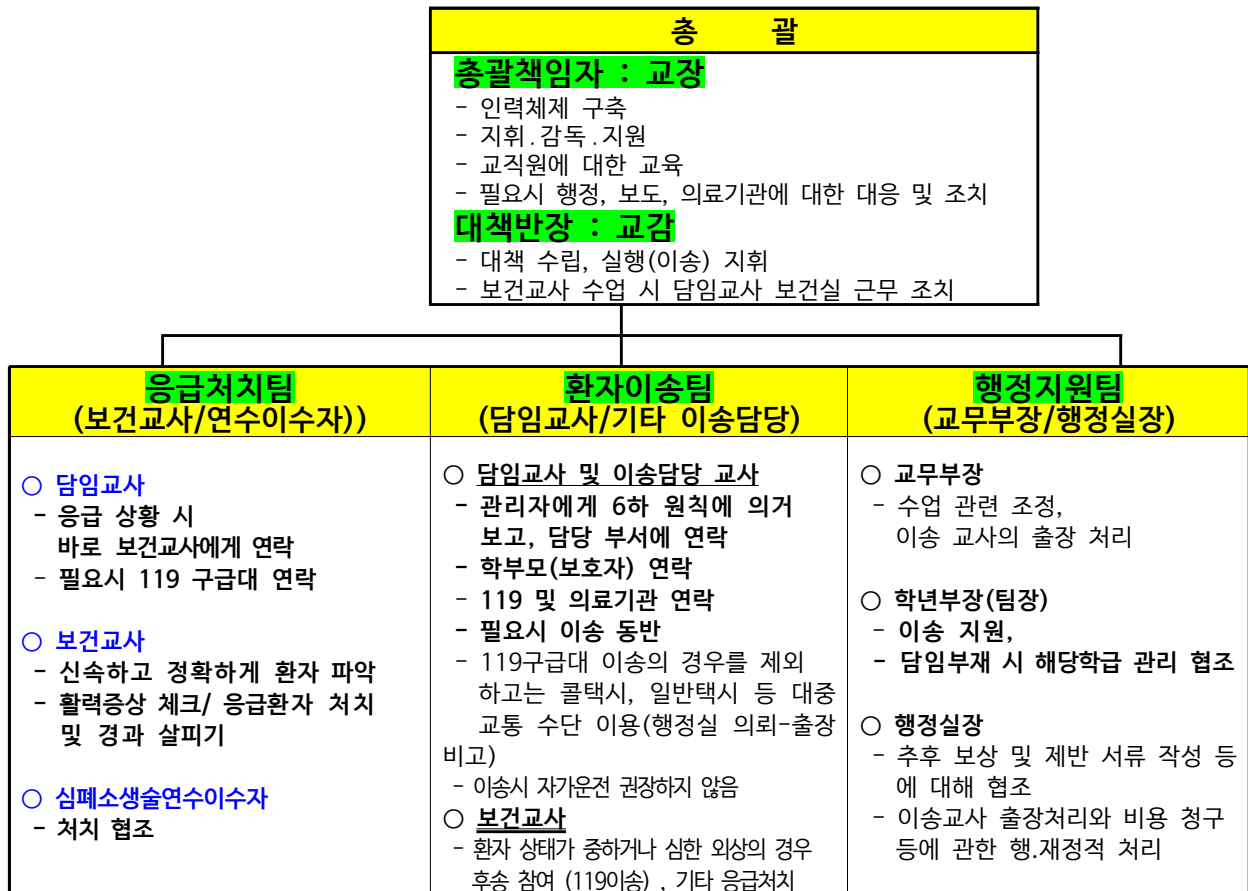 총 괄
총괄책임자 : 교장
- 인력체제 구축
- 지휘.감독.지원
- 교직원에 대한 교육
- 필요시 행정, 보도, 의료기관에 대한 대응 및 조치
대책반장 : 교감
- 대책 수립, 실행(이송) 지휘
- 보건교사 수업 시 담임교사 보건실 근무 조치
응급처치팀
(보건교사/연수이수자))
○ 담임교사
- 응급 상황 시
바로 보건교사에게 연락
- 필요시 119 구급대 연락
○ 보건교사
- 신속하고 정확하게 환자 파악
- 활력증상 체크/ 응급환자 처치
및 경과 살피기
○ 심폐소생술연수이수자
- 처치 협조
환자이송팀
(담임교사/기타 이송담당)
○ 담임교사 및 이송담당 교사
- 관리자에게 6하 원칙에 의거
보고, 담당 부서에 연락
- 학부모(보호자) 연락
- 119 및 의료기관 연락
- 필요시 이송 동반
- 119구급대 이송의 경우를 제외
하고는 콜택시, 일반택시 등 대중
교통 수단 이용(행정실 의뢰-출장
비고)
- 이송시 자가운전 권장하지 않음
○ 보건교사
- 환자 상태가 중하거나 심한 외상의 경우
후송 참여 (119이송) , 기타 응급처치
행정지원팀
(교무부장/행정실장)
○ 교무부장
- 수업 관련 조정,
이송 교사의 출장 처리
○ 학년부장(팀장)
- 이송 지원,
- 담임부재 시 해당학급 관리 협조
○ 행정실장
- 추후 보상 및 제반 서류 작성 등
에 대해 협조
- 이송교사 출장처리와 비용 청구
등에 관한 행.재정적 처리